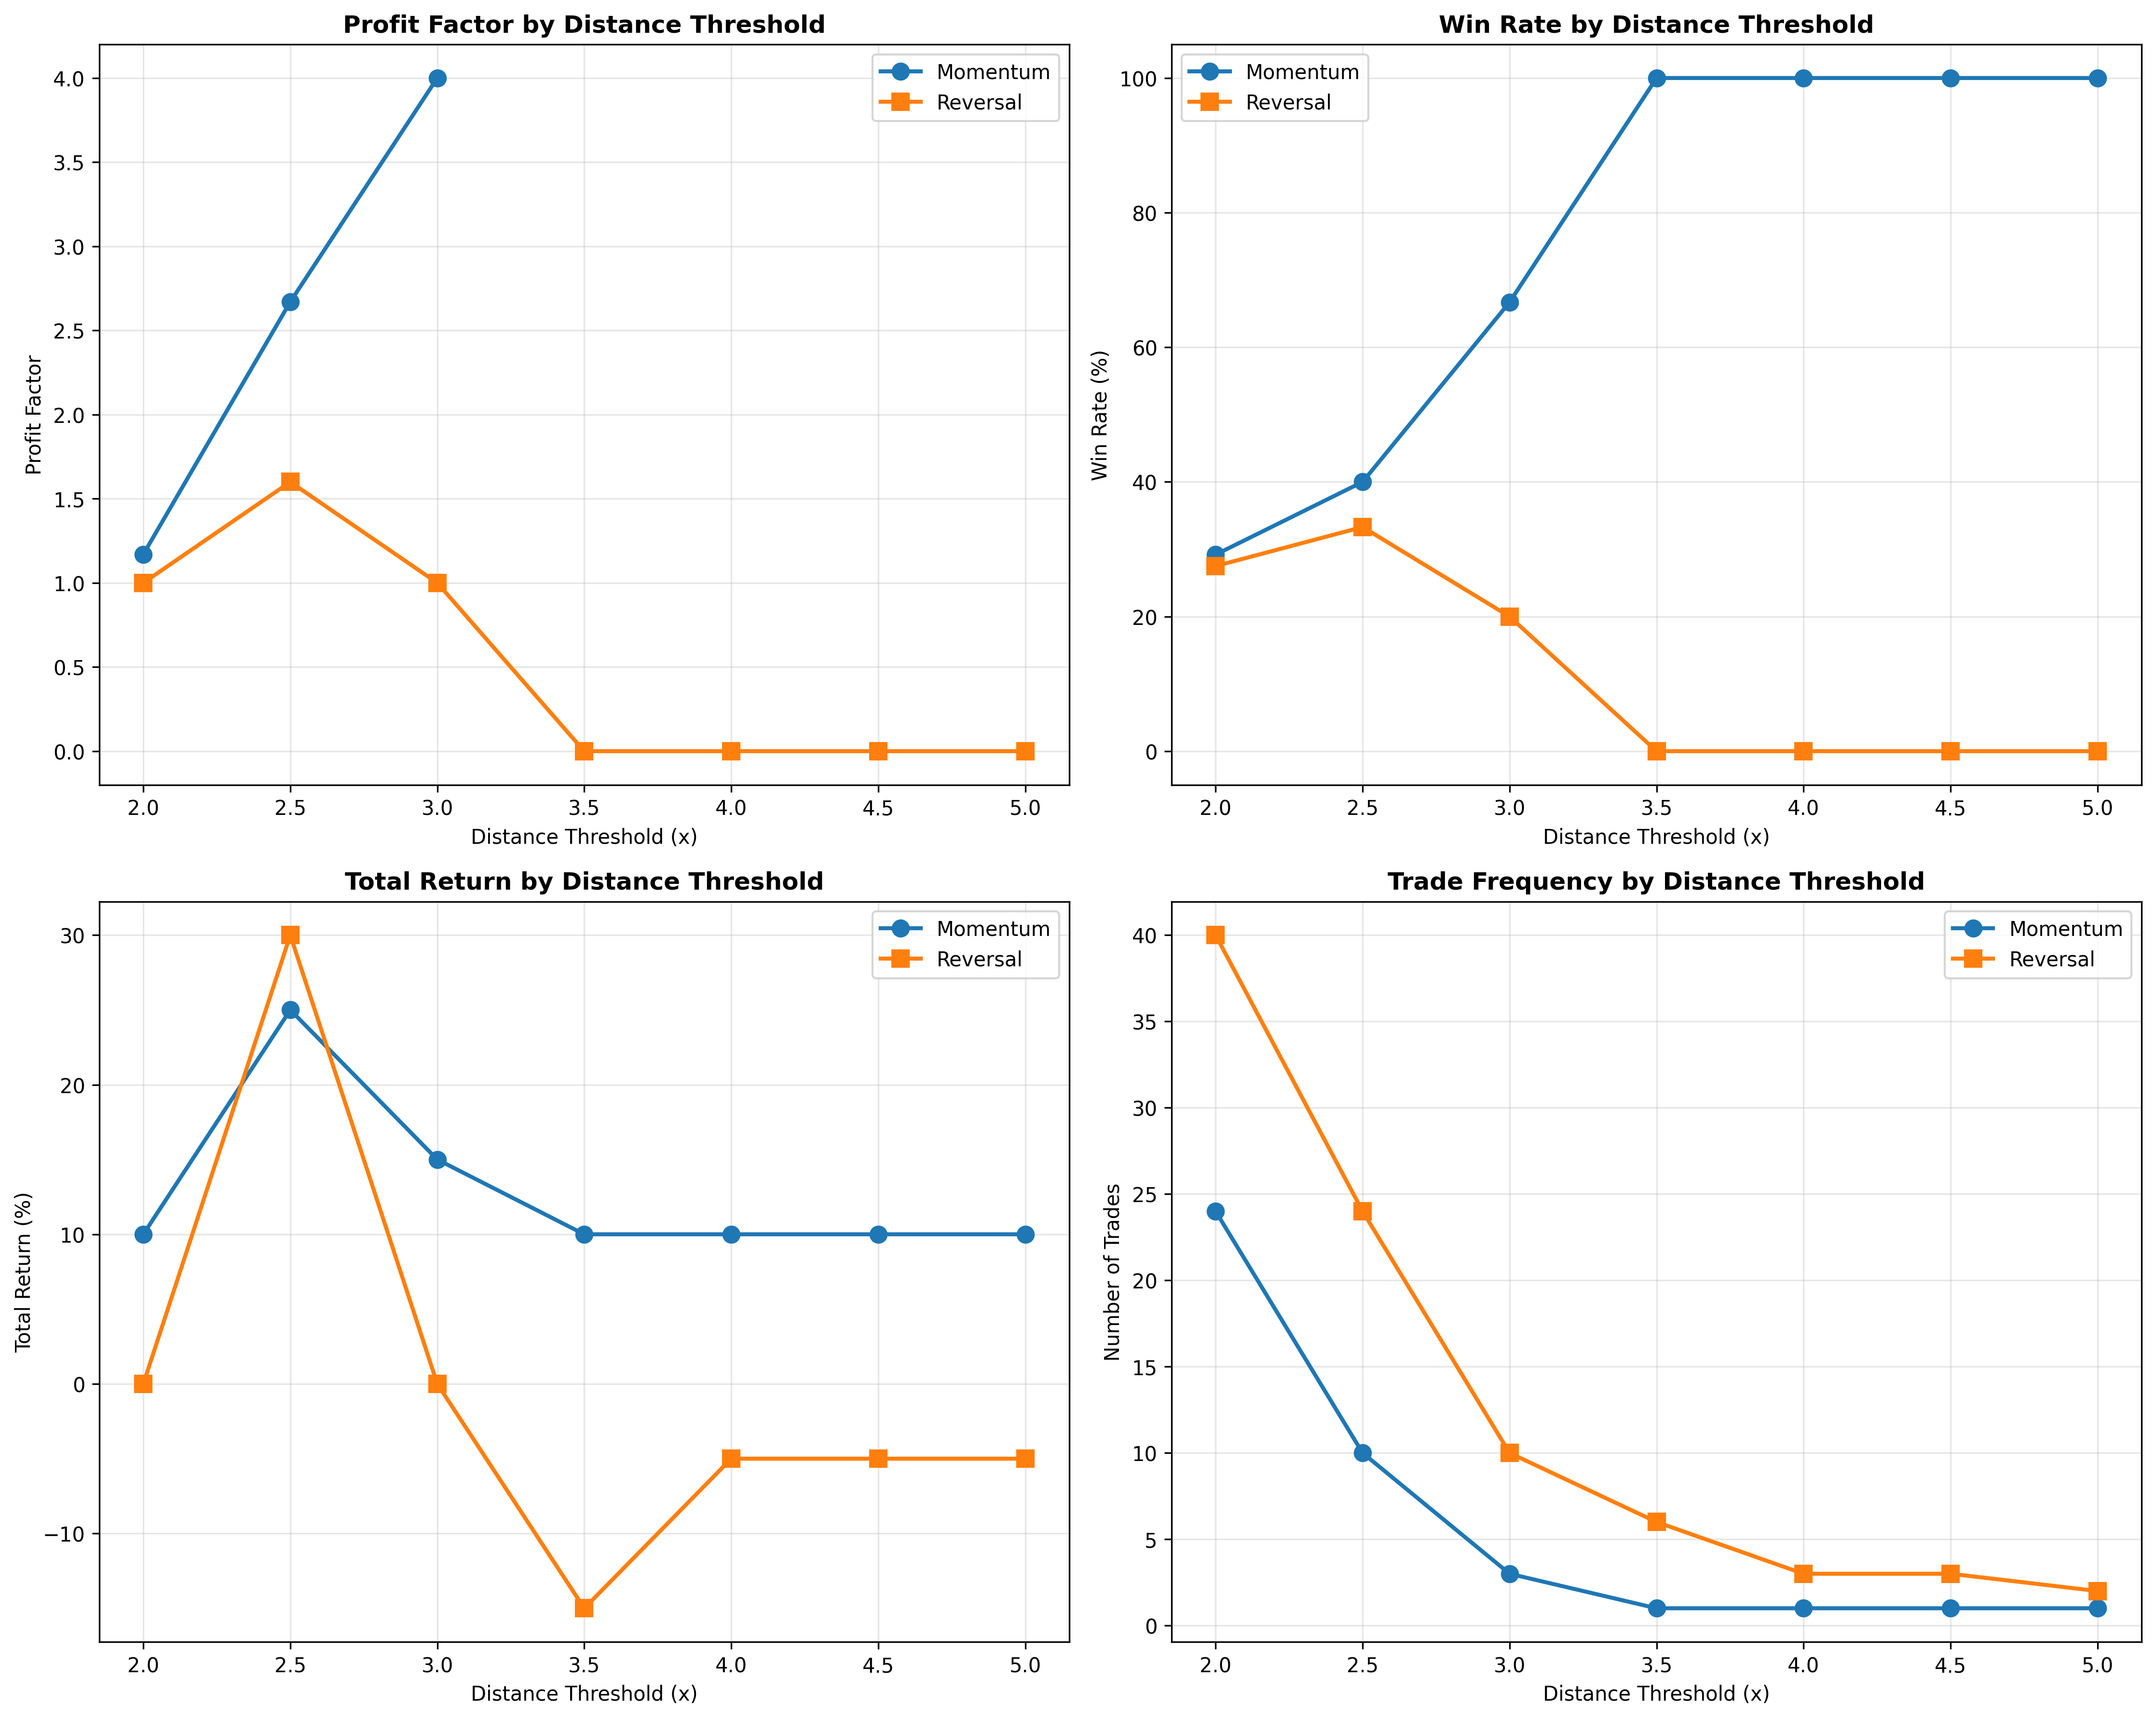 Profit Factor by Distance Threshold
Profit Factor
4.0
3.5
3.0
2.5
2.0
1.5
1.0
0.5
0.0
Momentum
Reversal
2.0 2.5 3.0 3.5 4.0 4.5 5.0
Distance Threshold (x)
Win Rate by Distance Threshold
Win Rate (%)
100
80
60
40
20
0
Momentum
Reversal
2.0 2.5 3.0 3.5 4.0 4.5 5.0
Distance Threshold (x)
Total Return by Distance Threshold
Total Return (%)
30
20
10
0
−10
Momentum
Reversal
2.0 2.5 3.0 3.5 4.0 4.5 5.0
Distance Threshold (x)
Trade Frequency by Distance Threshold
Number of Trades
40
35
30
25
20
15
10
5
0
Momentum
Reversal
2.0 2.5 3.0 3.5 4.0 4.5 5.0
Distance Threshold (x)